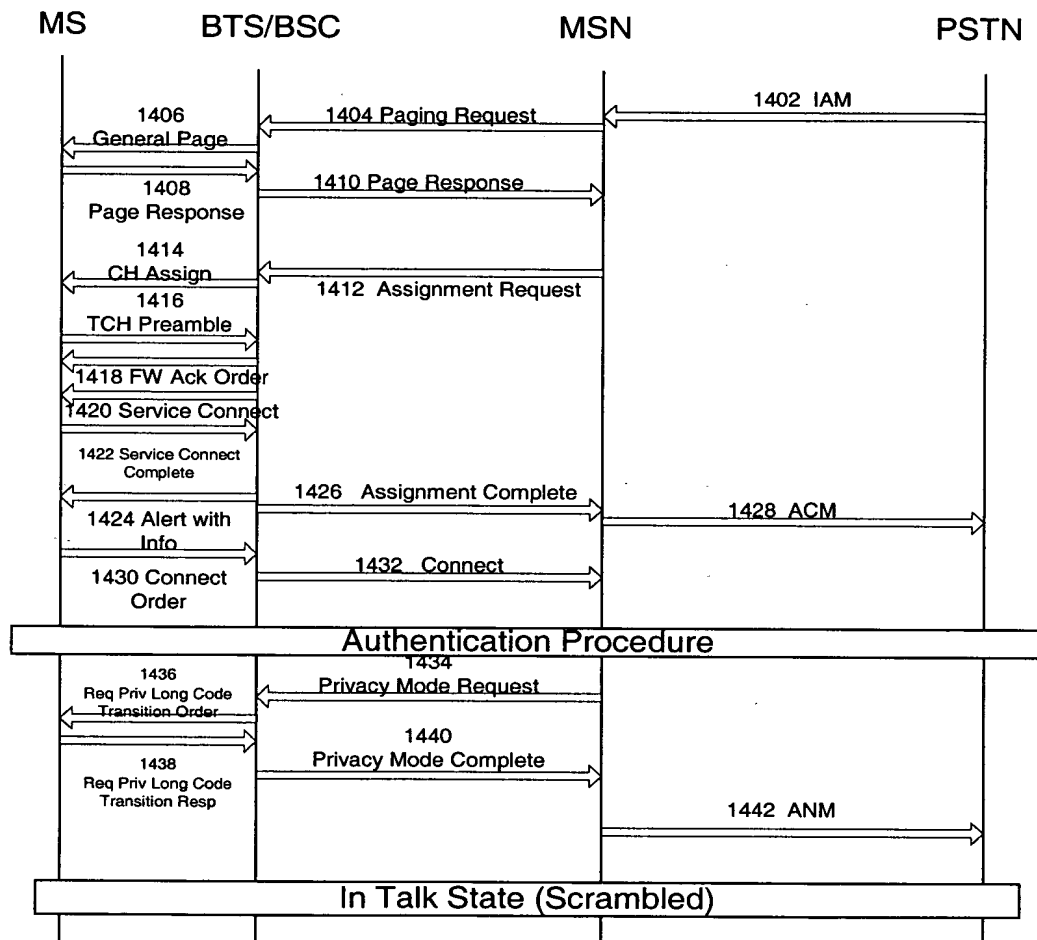 MS BTS/BSC MSN PSTN
1402 IAM
1404 Paging Request
1406
General Page
1408
Page Response
1410 Page Response
1414
CH Assign
1412 Assignment Request
1416
TCH Preamble
1418 FW Ack Order
1420 Service Connect
1422 Service Connect
Complete
1426 Assignment Complete
1428 ACM
1424 Alert with
Info
1430 Connect
Order
1432 Connect
Authentication Procedure
1434
Privacy Mode Request
1436
Req Priv Long Code
Transition Order
1438
Req Priv Long Code
Transition Resp
1440
Privacy Mode Complete
1442 ANM
In Talk State (Scrambled)